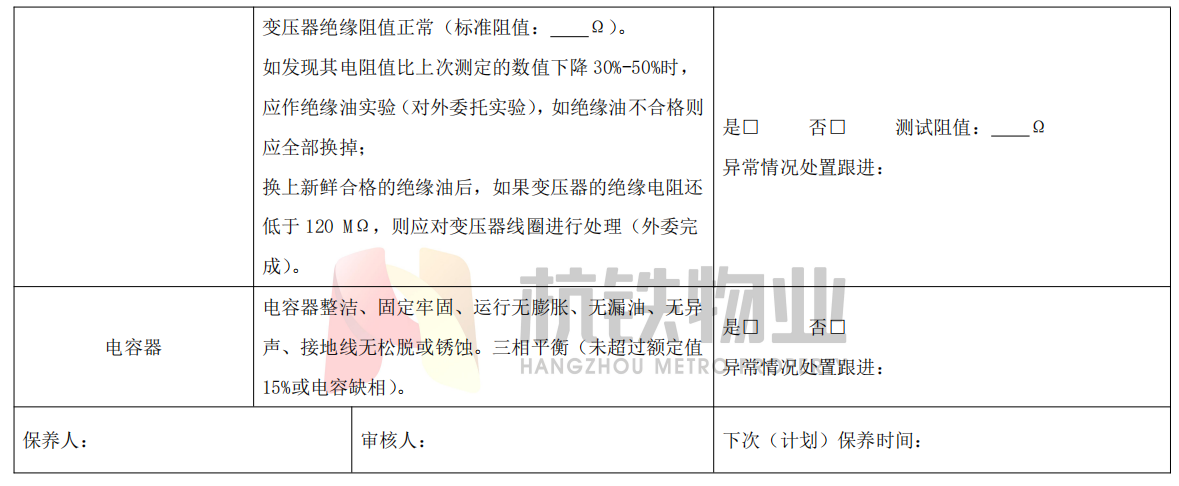 变压器绝缘阻值正常（标准阻值：____Ω）。
如发现其电阻值比上次测定的数值下降 30%-50%时，
应作绝缘油实验（对外委托实验），如绝缘油不合格则
应全部换掉；
换上新鲜合格的绝缘油后，如果变压器的绝缘电阻还
低于 120 MΩ，则应对变压器线圈进行处理（外委完
成）。
是□ 否□ 测试阻值：____Ω
异常情况处置跟进：
电容器
电容器整洁、固定牢固、运行无膨胀、无漏油、无异
声、接地线无松脱或锈蚀。三相平衡（未超过额定值
15%或电容缺相）。
是□ 否□
异常情况处置跟进：
保养人：
审核人：
下次（计划）保养时间：
杭铁物业
HANGZHOU METRO PROPERTY